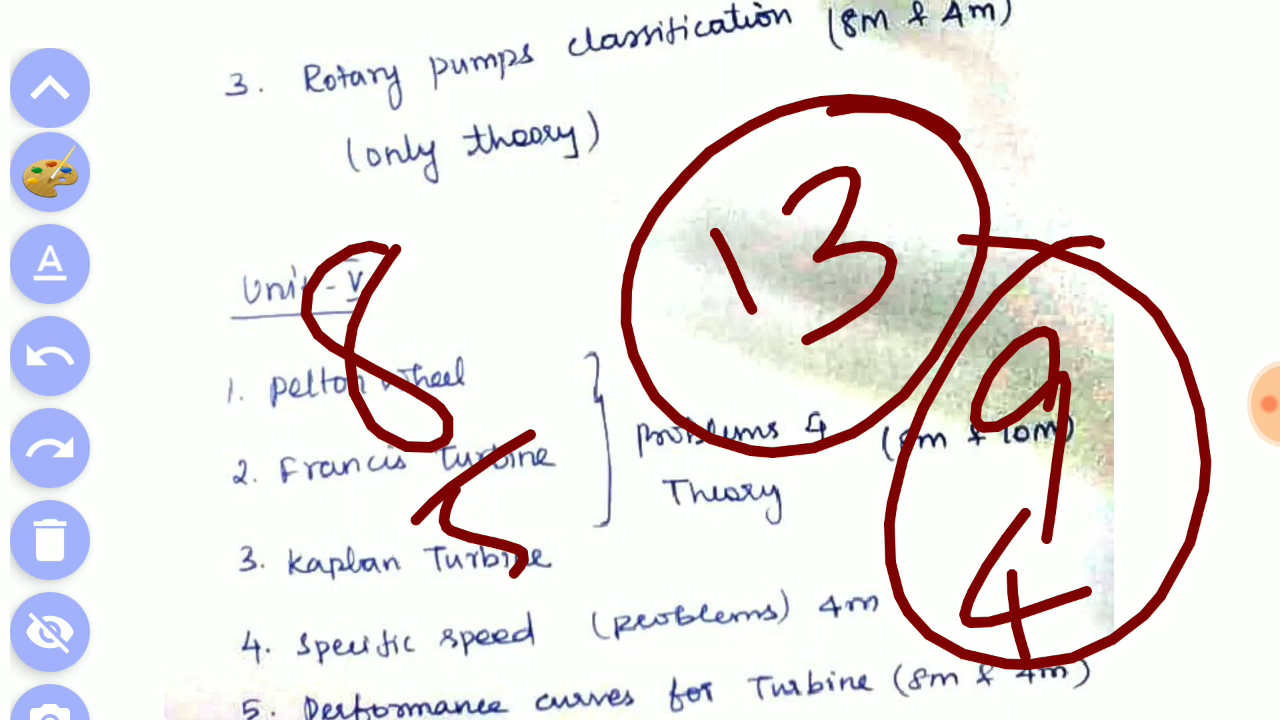 3. Rotary pumps classification (8m & 4m)
(only theory)
13
Unit - V
8
9
1. Pelton wheel
problems & (8m & 10m)
2. Francis Turbine
Theory
5
3. Kaplan Turbine
4
4. Specific speed (problems) 4m
5. Performance curves for Turbine (8m & 4m)
A